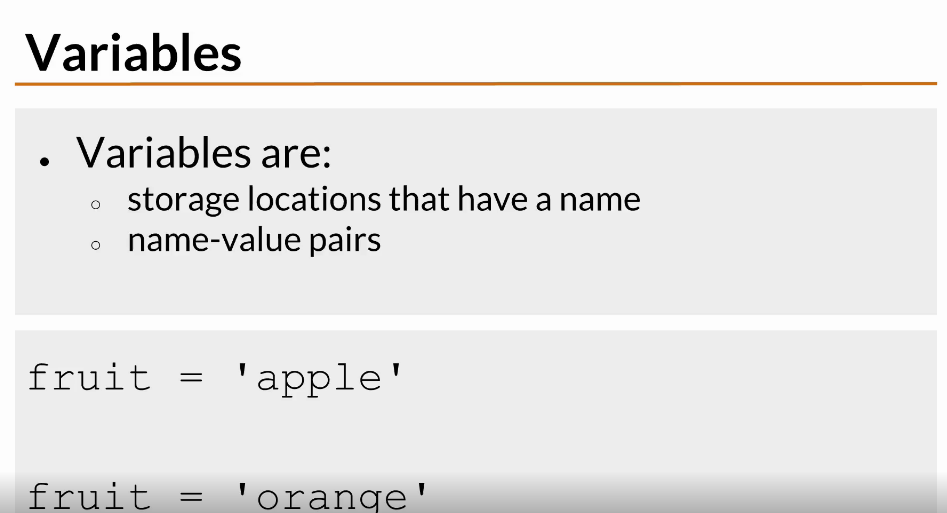 Variables
• Variables are:
○ storage locations that have a name
○ name-value pairs
fruit = 'apple'
fruit = 'orange'